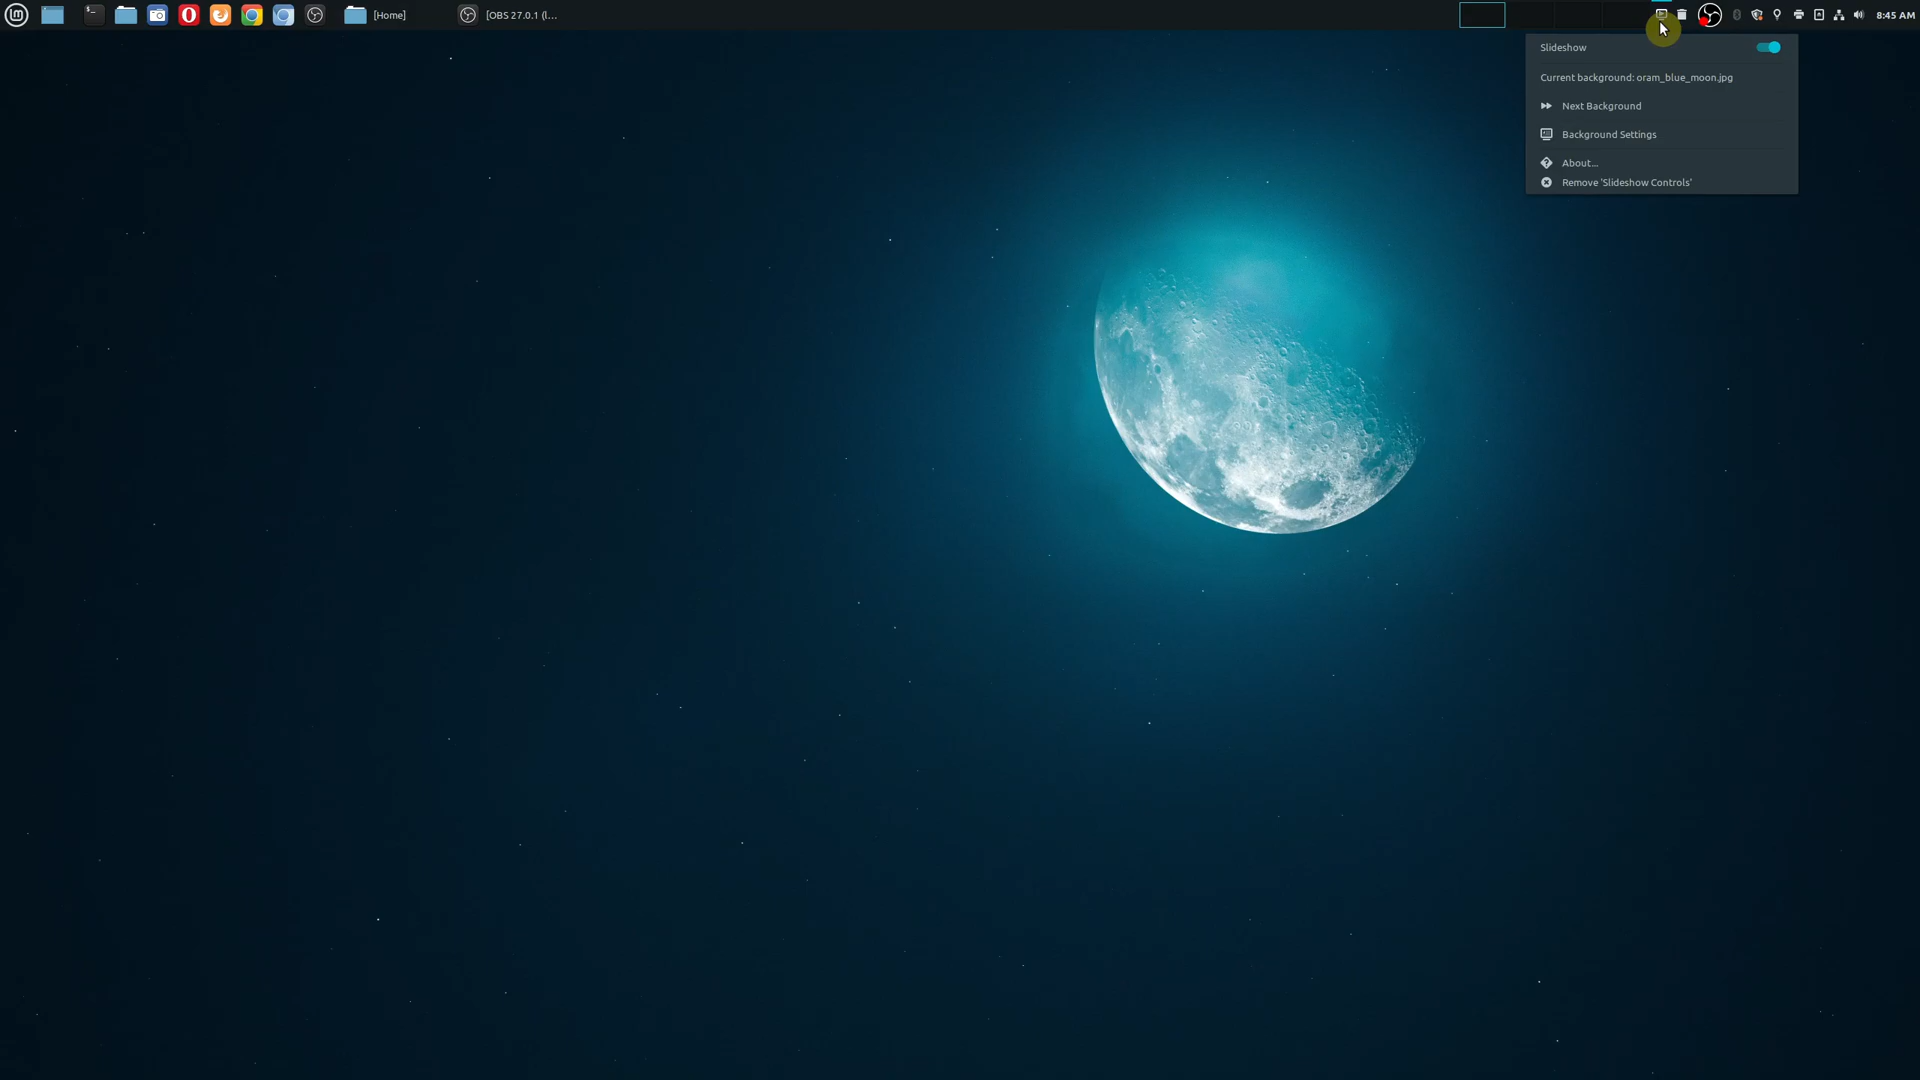 [Home]
[OBS 27.0.1 (l...
8:45 AM
Slideshow
Current background: oram_blue_moon.jpg
Next Background
Background Settings
About...
Remove 'Slideshow Controls'